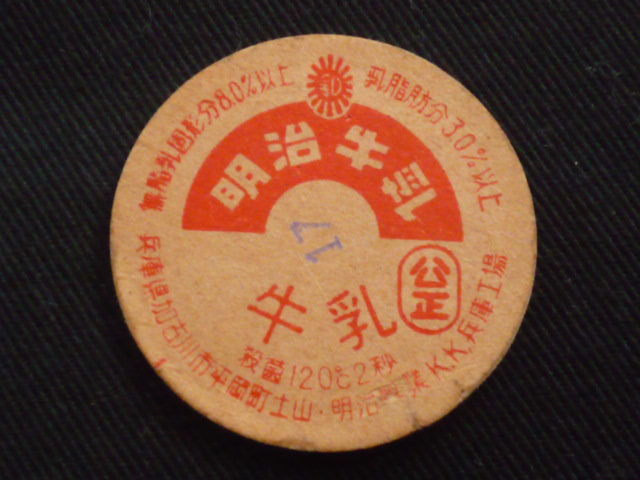 無脂乳固形分8.0%以上
乳脂肪分3.0%以上
明治牛乳
17
牛乳
公正
殺菌120℃2秒
兵庫県加古川市平岡町土山・明治乳業K.K.兵庫工場